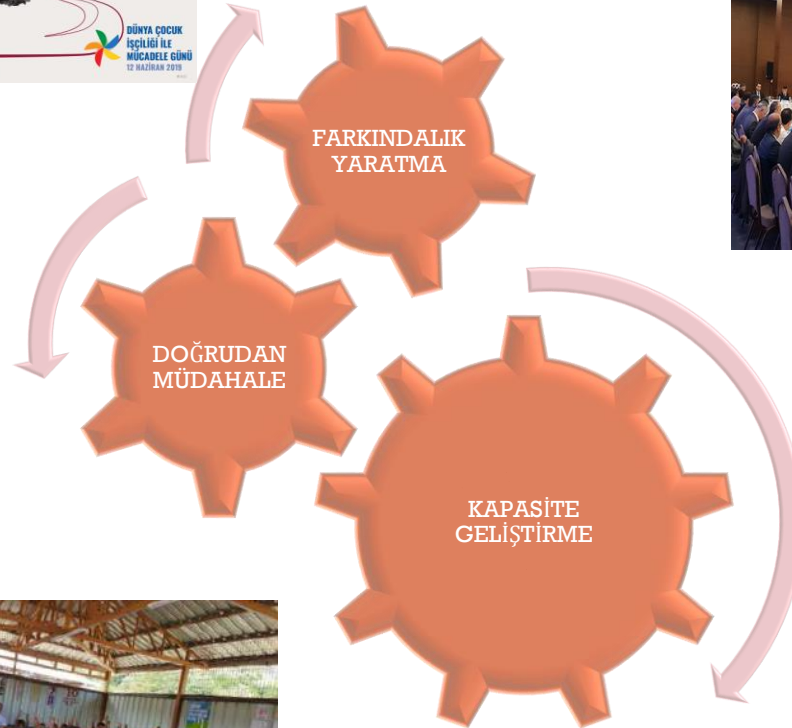 DÜNYA ÇOCUK
İŞÇİLİĞİ İLE
MÜCADELE GÜNÜ
12 HAZİRAN 2019
FARKINDALIK
YARATMA
DOĞRUDAN
MÜDAHALE
KAPASİTE
GELİŞTİRME